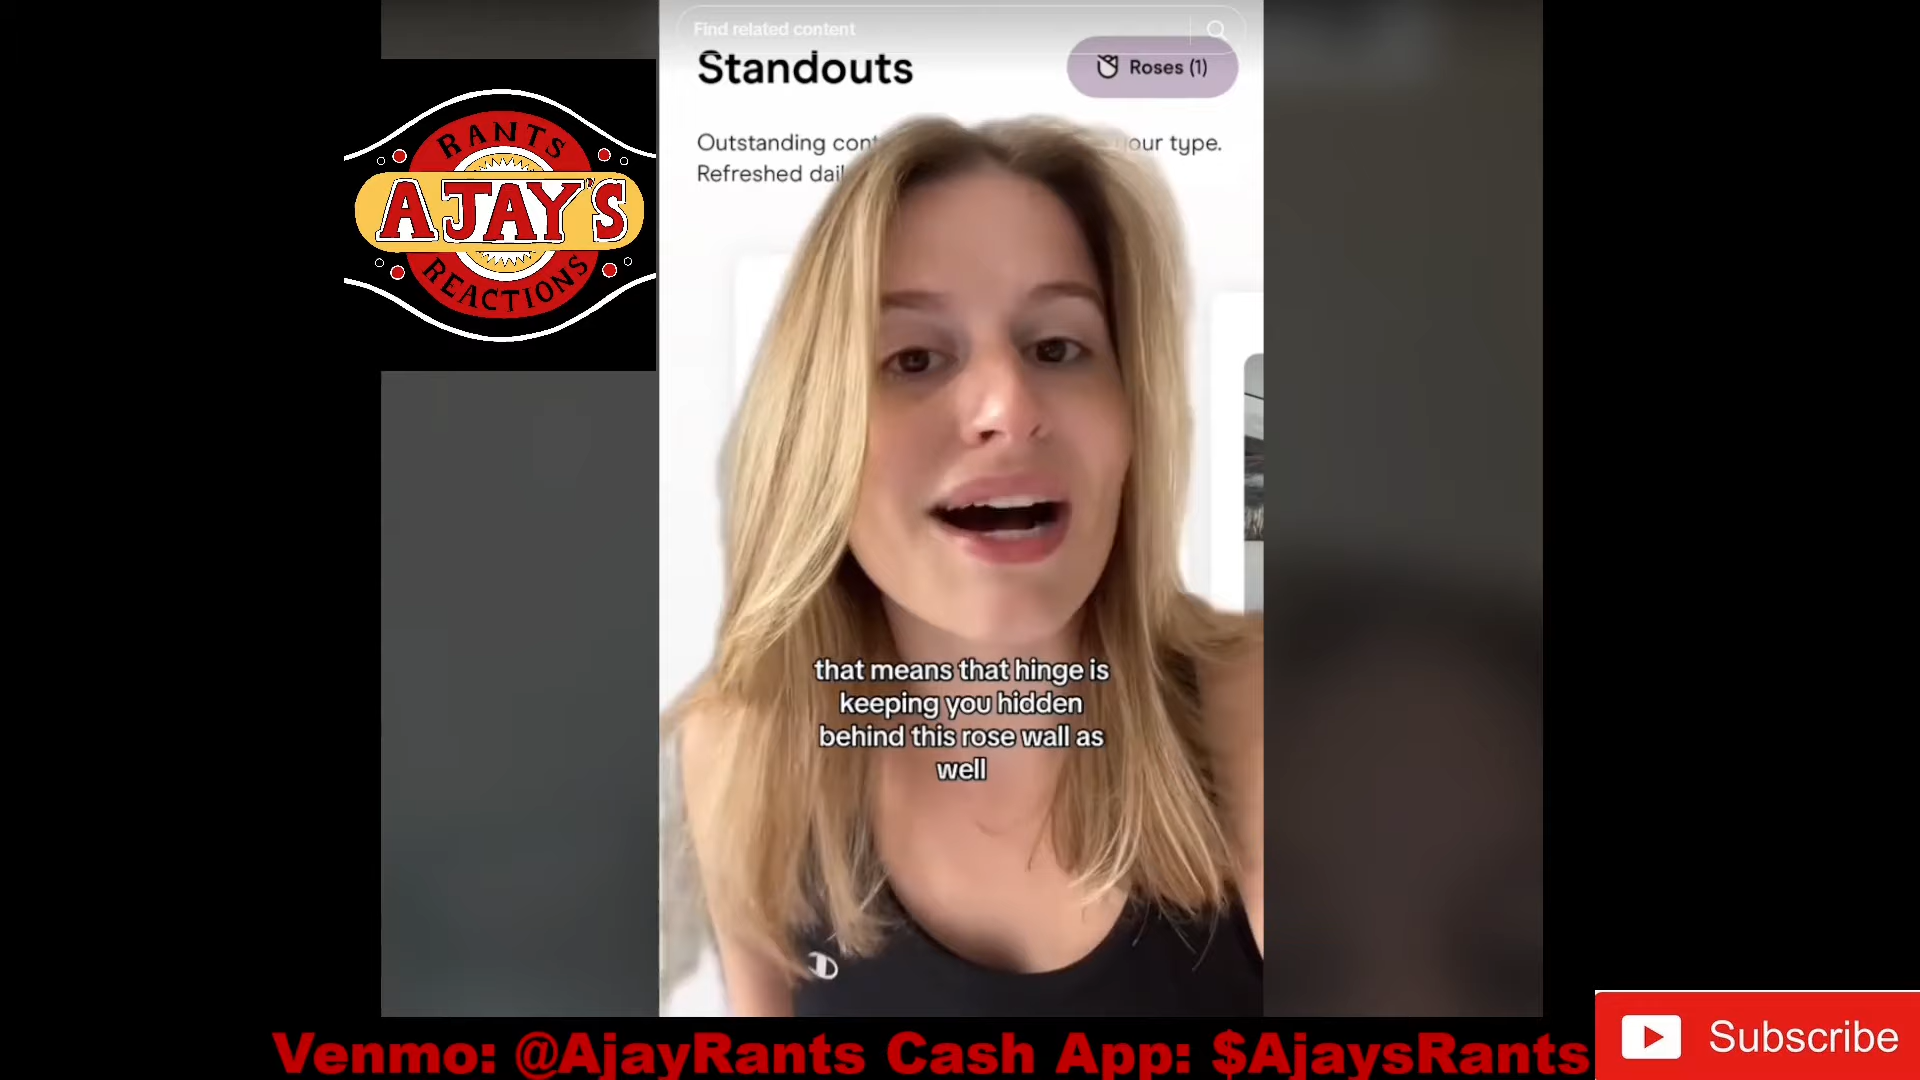 Find related content
Standouts
Roses (1)
Outstanding cont our type.
Refreshed dail
RANTS
AJAY'S
REACTIONS
that means that hinge is
keeping you hidden
behind this rose wall as
well
Venmo: @AjayRants Cash App: $AjaysRants
Subscribe